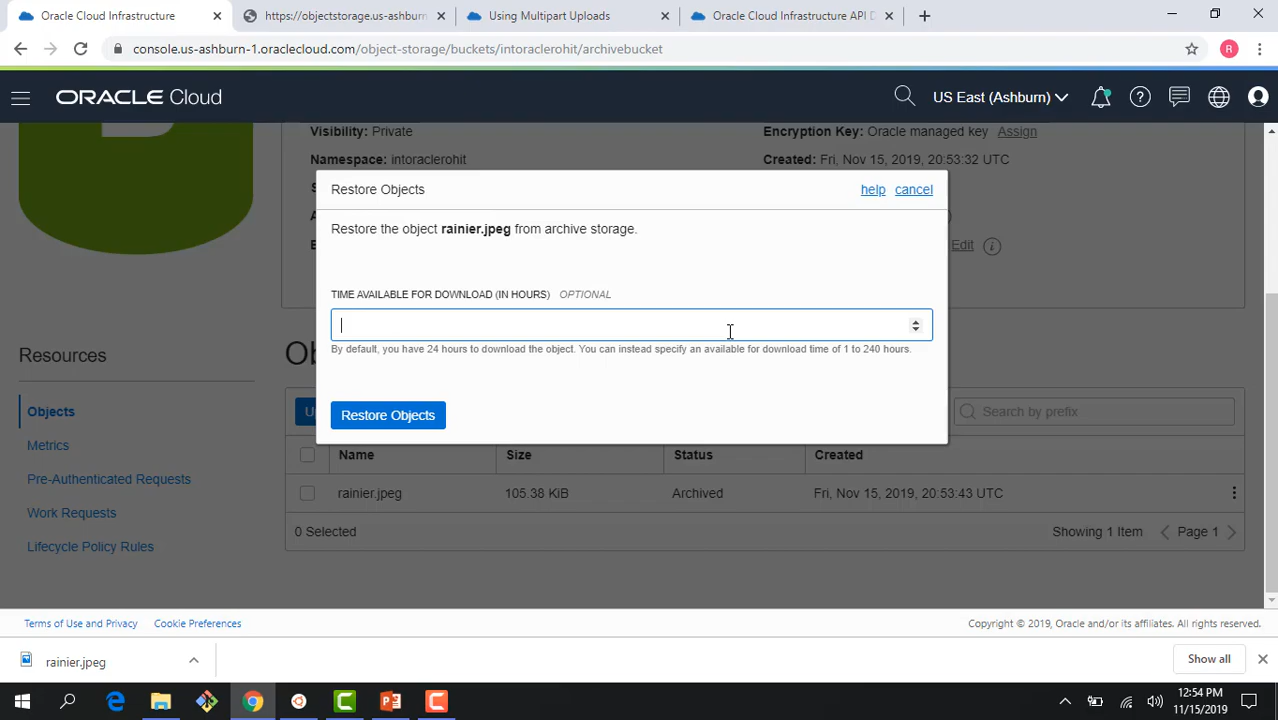 Oracle Cloud Infrastructure
https://objectstorage.us-ashburn
Using Multipart Uploads
Oracle Cloud Infrastructure API D
console.us-ashburn-1.oraclecloud.com/object-storage/buckets/intoraclerohit/archivebucket
R
ORACLE Cloud
US East (Ashburn)
Visibility: Private
Encryption Key: Oracle managed key Assign
Namespace: intoraclerohit
Created: Fri, Nov 15, 2019, 20:53:32 UTC
Restore Objects
help
cancel
Restore the object rainier.jpeg from archive storage.
Edit
TIME AVAILABLE FOR DOWNLOAD (IN HOURS) OPTIONAL
By default, you have 24 hours to download the object. You can instead specify an available for download time of 1 to 240 hours.
Restore Objects
Resources
Objects
Metrics
Pre-Authenticated Requests
Work Requests
Lifecycle Policy Rules
Search by prefix
Name
Size
Status
Created
rainier.jpeg
105.38 KiB
Archived
Fri, Nov 15, 2019, 20:53:43 UTC
0 Selected
Showing 1 Item
Page 1
Terms of Use and Privacy
Cookie Preferences
Copyright © 2019, Oracle and/or its affiliates. All rights reserved.
rainier.jpeg
Show all
12:54 PM
11/15/2019